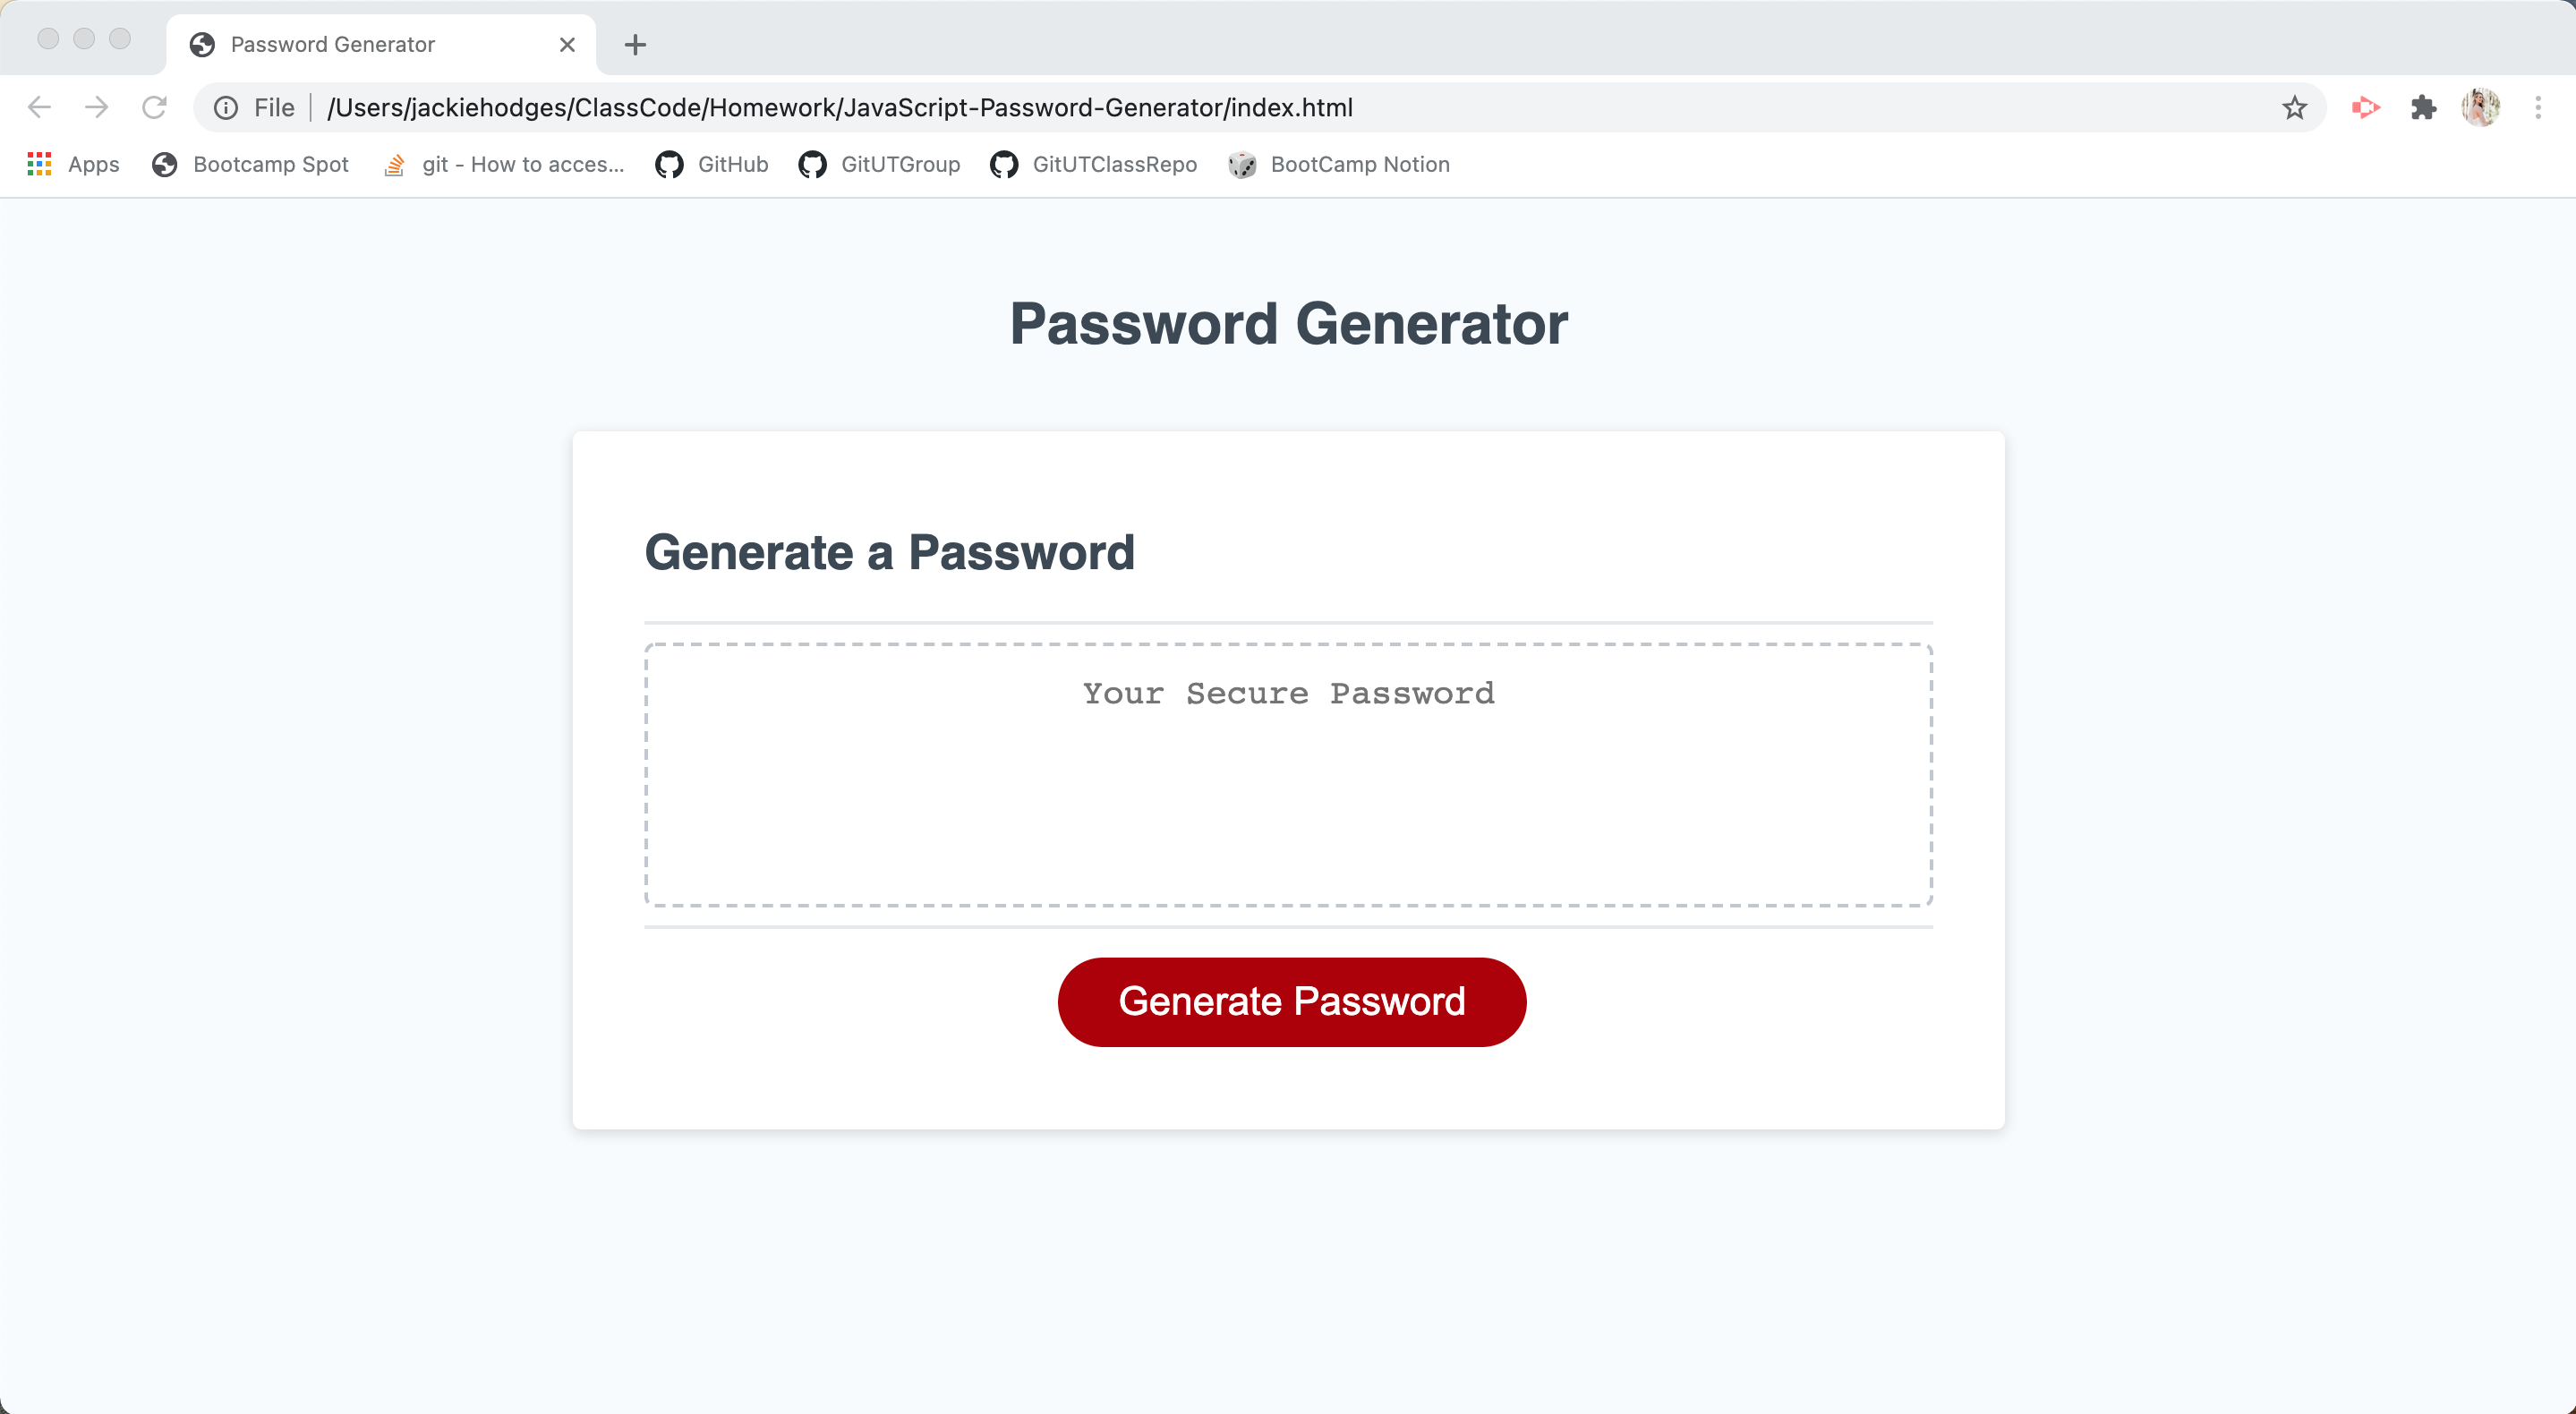 Password Generator
File /Users/jackiehodges/ClassCode/Homework/JavaScript-Password-Generator/index.html
Apps Bootcamp Spot git - How to acces... GitHub GitUTGroup GitUTClassRepo BootCamp Notion
Password Generator
Generate a Password
Your Secure Password
Generate Password